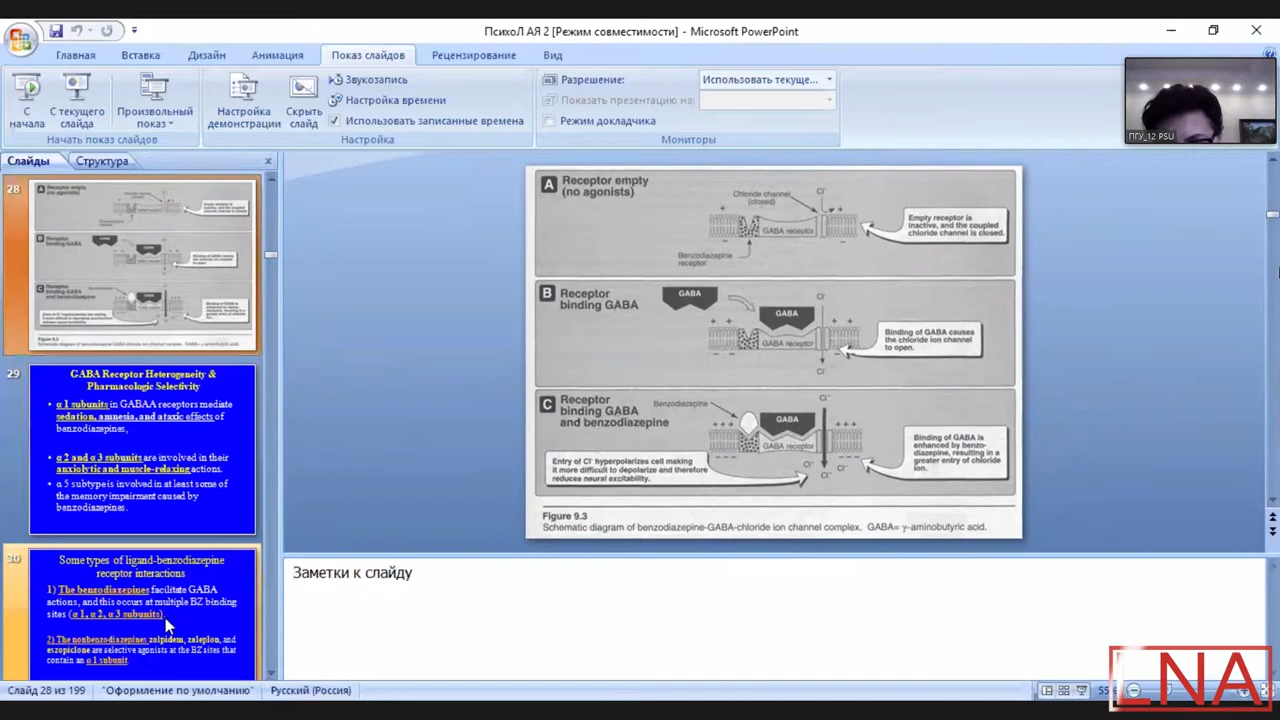 ПсихоЛ АЯ 2 [Режим совместимости] - Microsoft PowerPoint
Главная Вставка Дизайн Анимация Показ слайдов Рецензирование Вид
С начала
С текущего слайда
Произвольный показ
Начать показ слайдов
Настройка демонстрации
Скрыть слайд
Звукозапись
Настройка времени
Использовать записанные времена
Настройка
Разрешение: Использовать текуще...
Показать презентацию на:
Режим докладчика
Мониторы
ПГУ_12 PSU
Слайды Структура
28
29
GABA Receptor Heterogeneity &
Pharmacologic Selectivity
• α 1 subunits in GABAA receptors mediate
sedation, amnesia, and ataxic effects of
benzodiazepines,
• α 2 and α 3 subunits are involved in their
anxiolytic and muscle-relaxing actions.
• α 5 subtype is involved in at least some of
the memory impairment caused by
benzodiazepines.
30
Some types of ligand-benzodiazepine
receptor interactions
1) The benzodiazepines facilitate GABA
actions, and this occurs at multiple BZ binding
sites (α 1, α 2, α 3 subunits).
2) The nonbenzodiazepines zolpidem, zaleplon, and
eszopiclone are selective agonists at the BZ sites that
contain an α 1 subunit.
A Receptor empty
(no agonists)
Chloride channel
(closed)
Cl⁻
GABA receptor
Benzodiazepine
receptor
Empty receptor is
inactive, and the coupled
chloride channel is closed.
B Receptor
binding GABA
GABA
GABA
Cl⁻
GABA receptor
Cl⁻
Binding of GABA causes
the chloride ion channel
to open.
C Receptor
binding GABA
and benzodiazepine
Benzodiazepine
GABA
Cl⁻
GABA receptor
Cl⁻ Cl⁻
Cl⁻
Entry of Cl⁻ hyperpolarizes cell making
it more difficult to depolarize and therefore
reduces neural excitability.
Binding of GABA is
enhanced by benzo-
diazepine, resulting in a
greater entry of chloride
ion.
Figure 9.3
Schematic diagram of benzodiazepine-GABA-chloride ion channel complex. GABA= γ-aminobutyric acid.
Заметки к слайду
Слайд 28 из 199 "Оформление по умолчанию" Русский (Россия)
LNA